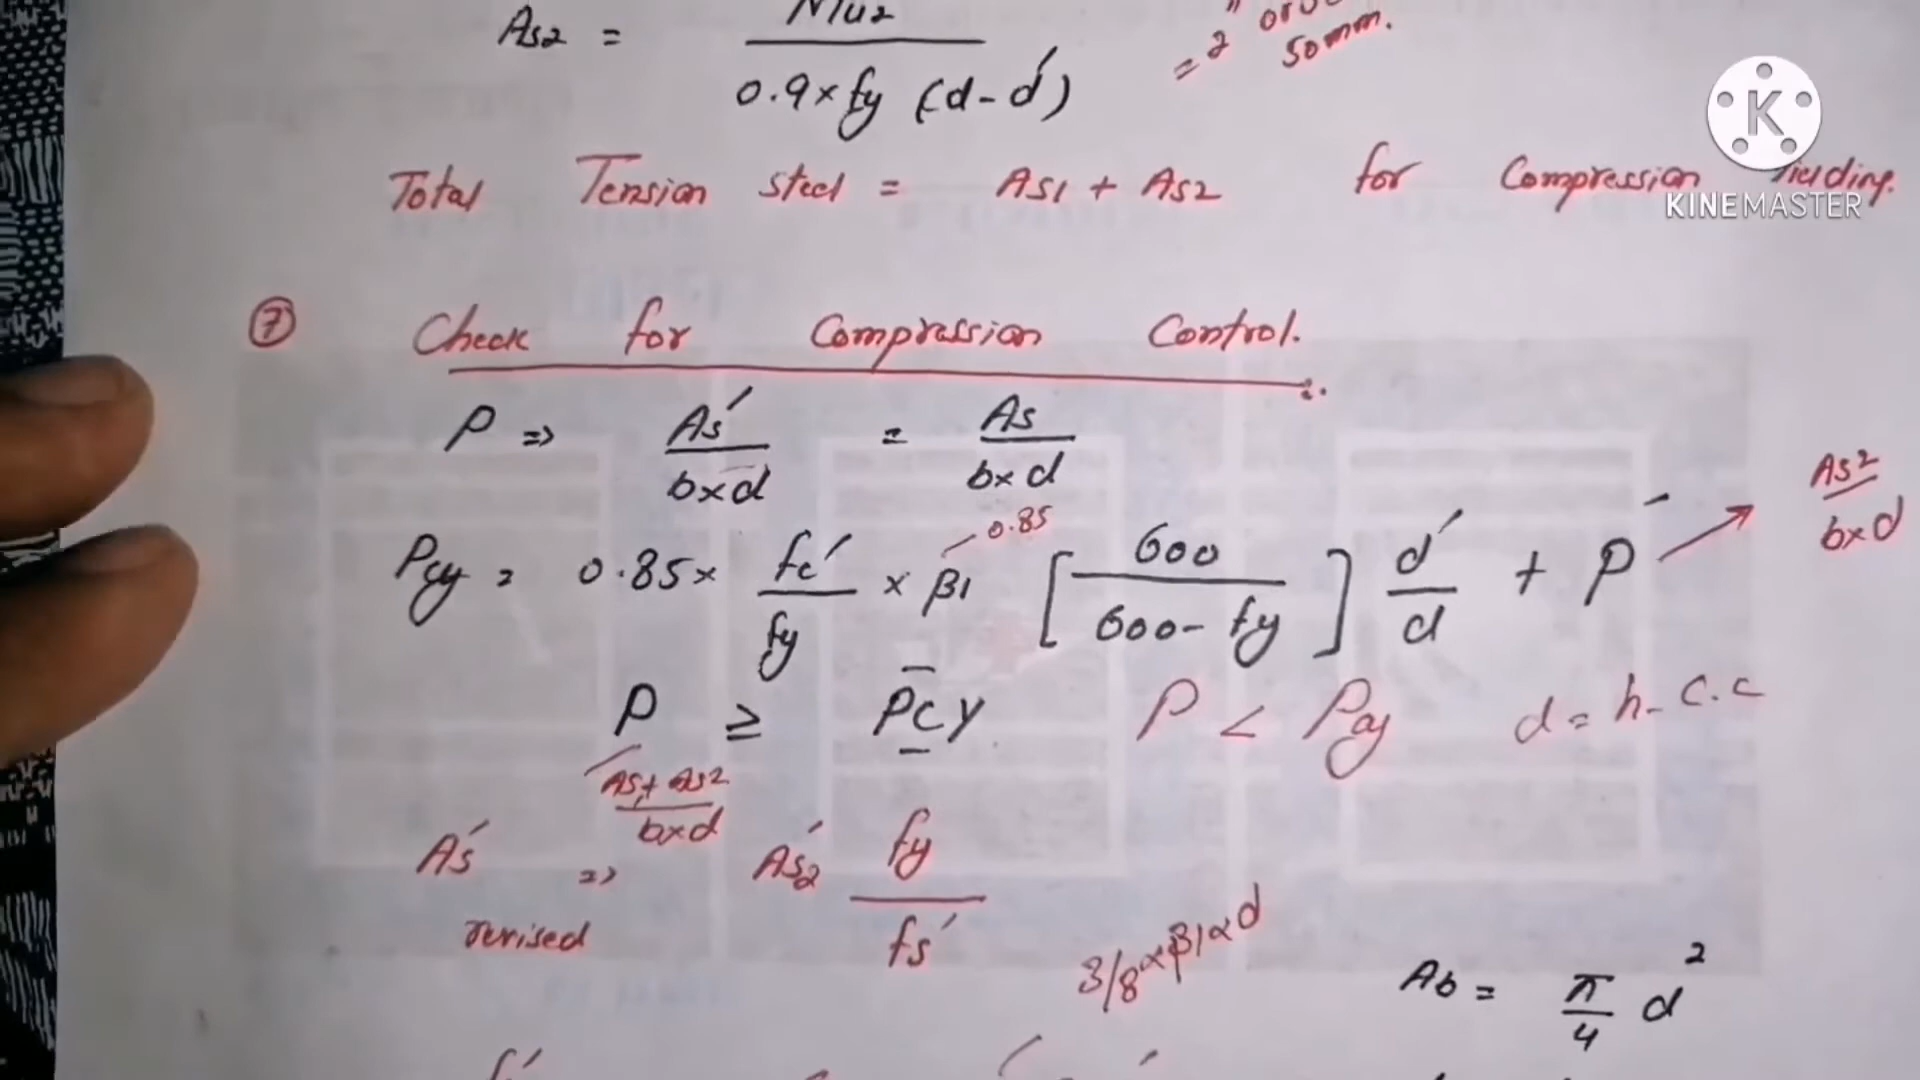 As2 = Mu2 / 0.9×fy (d-d')
= 2" or 50mm.
Total Tension steel = As1 + As2 for Compression Yielding.
K
KINEMASTER
⑦ Check for Compression Control.
ρ => As' / b×d = As / b×d
ρcy = 0.85× fc'/fy × β1 [600 / 600-fy] d'/d + ρ'
0.85
As2 / b×d
ρ ≥ ρcy ρ < ρcy d = h - c.c
As1+As2 / b×d
As' => As2' fy / fs'
revised
3/8×β1×d
Ab = π/4 d²